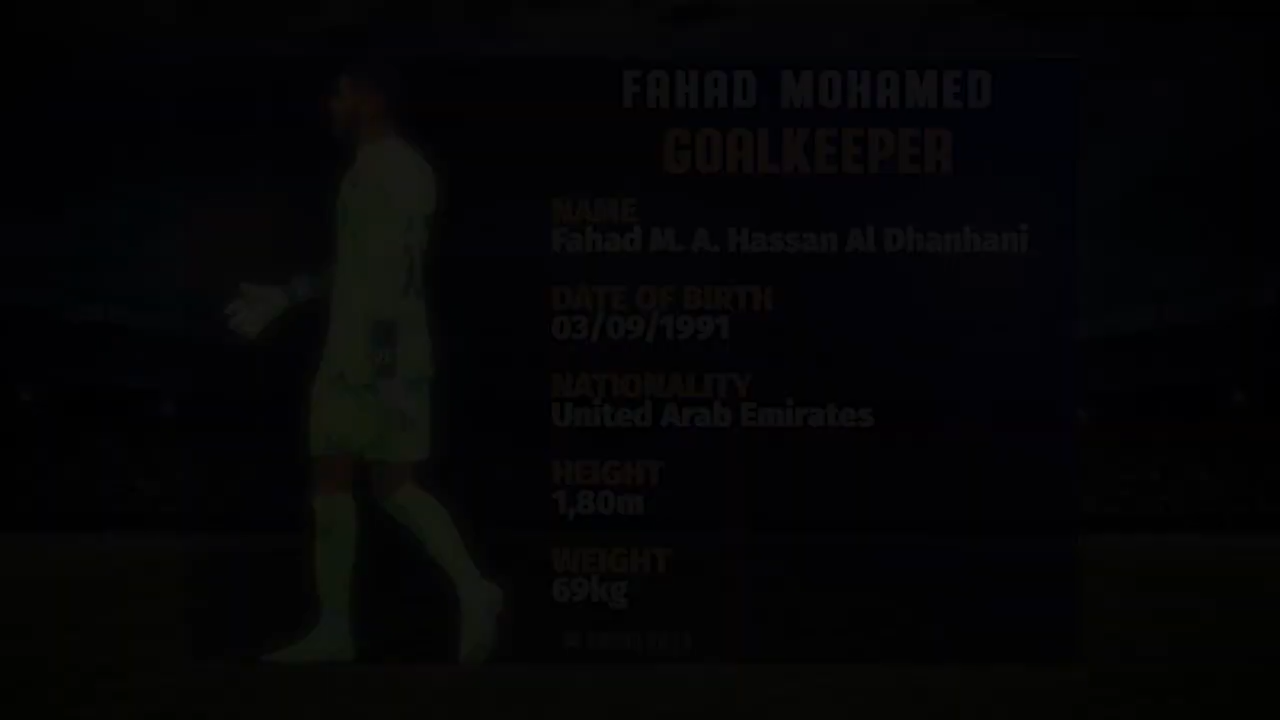 FAHAD MOHAMED
GOALKEEPER
NAME
Fahad M. A. Hassan Al Dhanhani
DATE OF BIRTH
03/09/1991
NATIONALITY
United Arab Emirates
HEIGHT
1,80m
WEIGHT
69kg